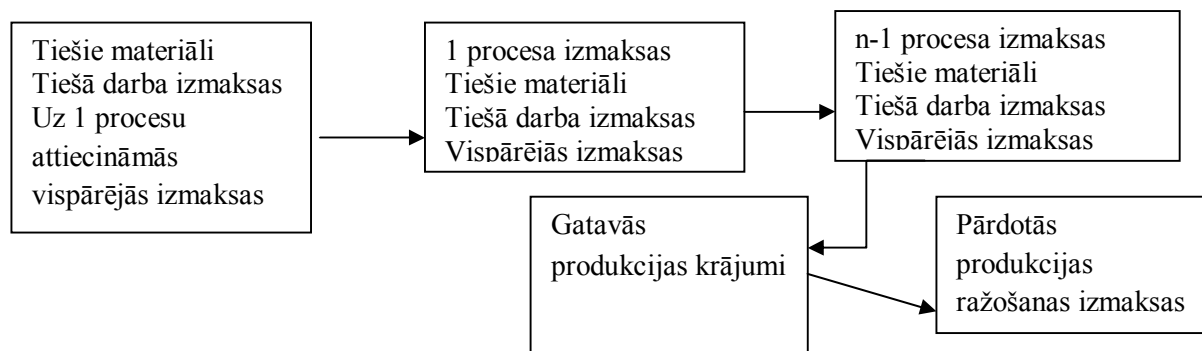 Tiešie materiāli
Tiešā darba izmaksas
Uz 1 procesu
attiecināmās
vispārējās izmaksas
1 procesa izmaksas
Tiešie materiāli
Tiešā darba izmaksas
Vispārējās izmaksas
n-1 procesa izmaksas
Tiešie materiāli
Tiešā darba izmaksas
Vispārējās izmaksas
Gatavās
produkcijas krājumi
Pārdotās
produkcijas
ražošanas izmaksas